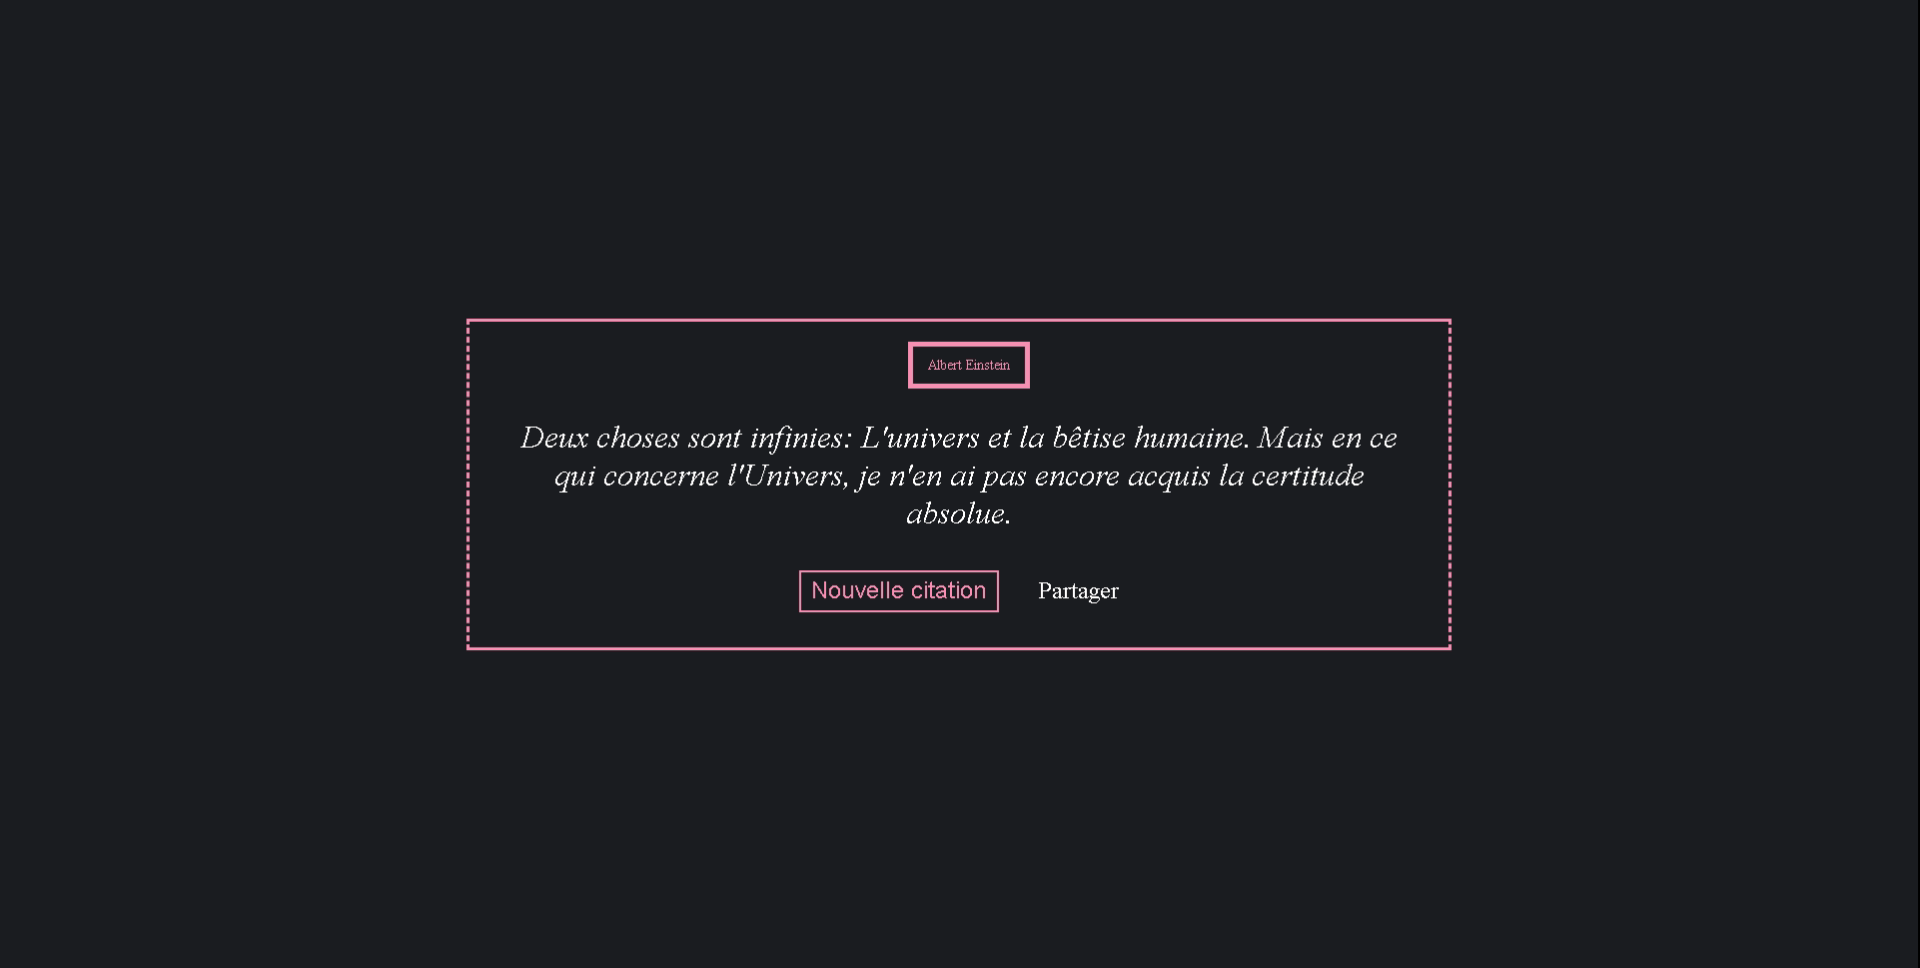 Albert Einstein
Deux choses sont infinies: L'univers et la bêtise humaine. Mais en ce
qui concerne l'Univers, je n'en ai pas encore acquis la certitude
absolue.
Nouvelle citation Partager